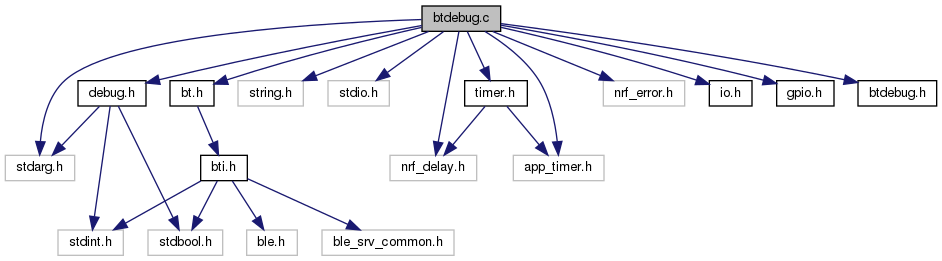 btdebug.c
debug.h
bt.h
string.h
stdio.h
timer.h
nrf_error.h
io.h
gpio.h
btdebug.h
stdarg.h
bti.h
nrf_delay.h
app_timer.h
stdint.h
stdbool.h
ble.h
ble_srv_common.h